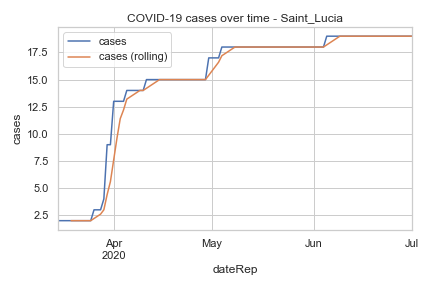 COVID-19 cases over time - Saint_Lucia
cases
cases (rolling)
cases
17.5
15.0
12.5
10.0
7.5
5.0
2.5
Apr
2020
May
Jun
Jul
dateRep